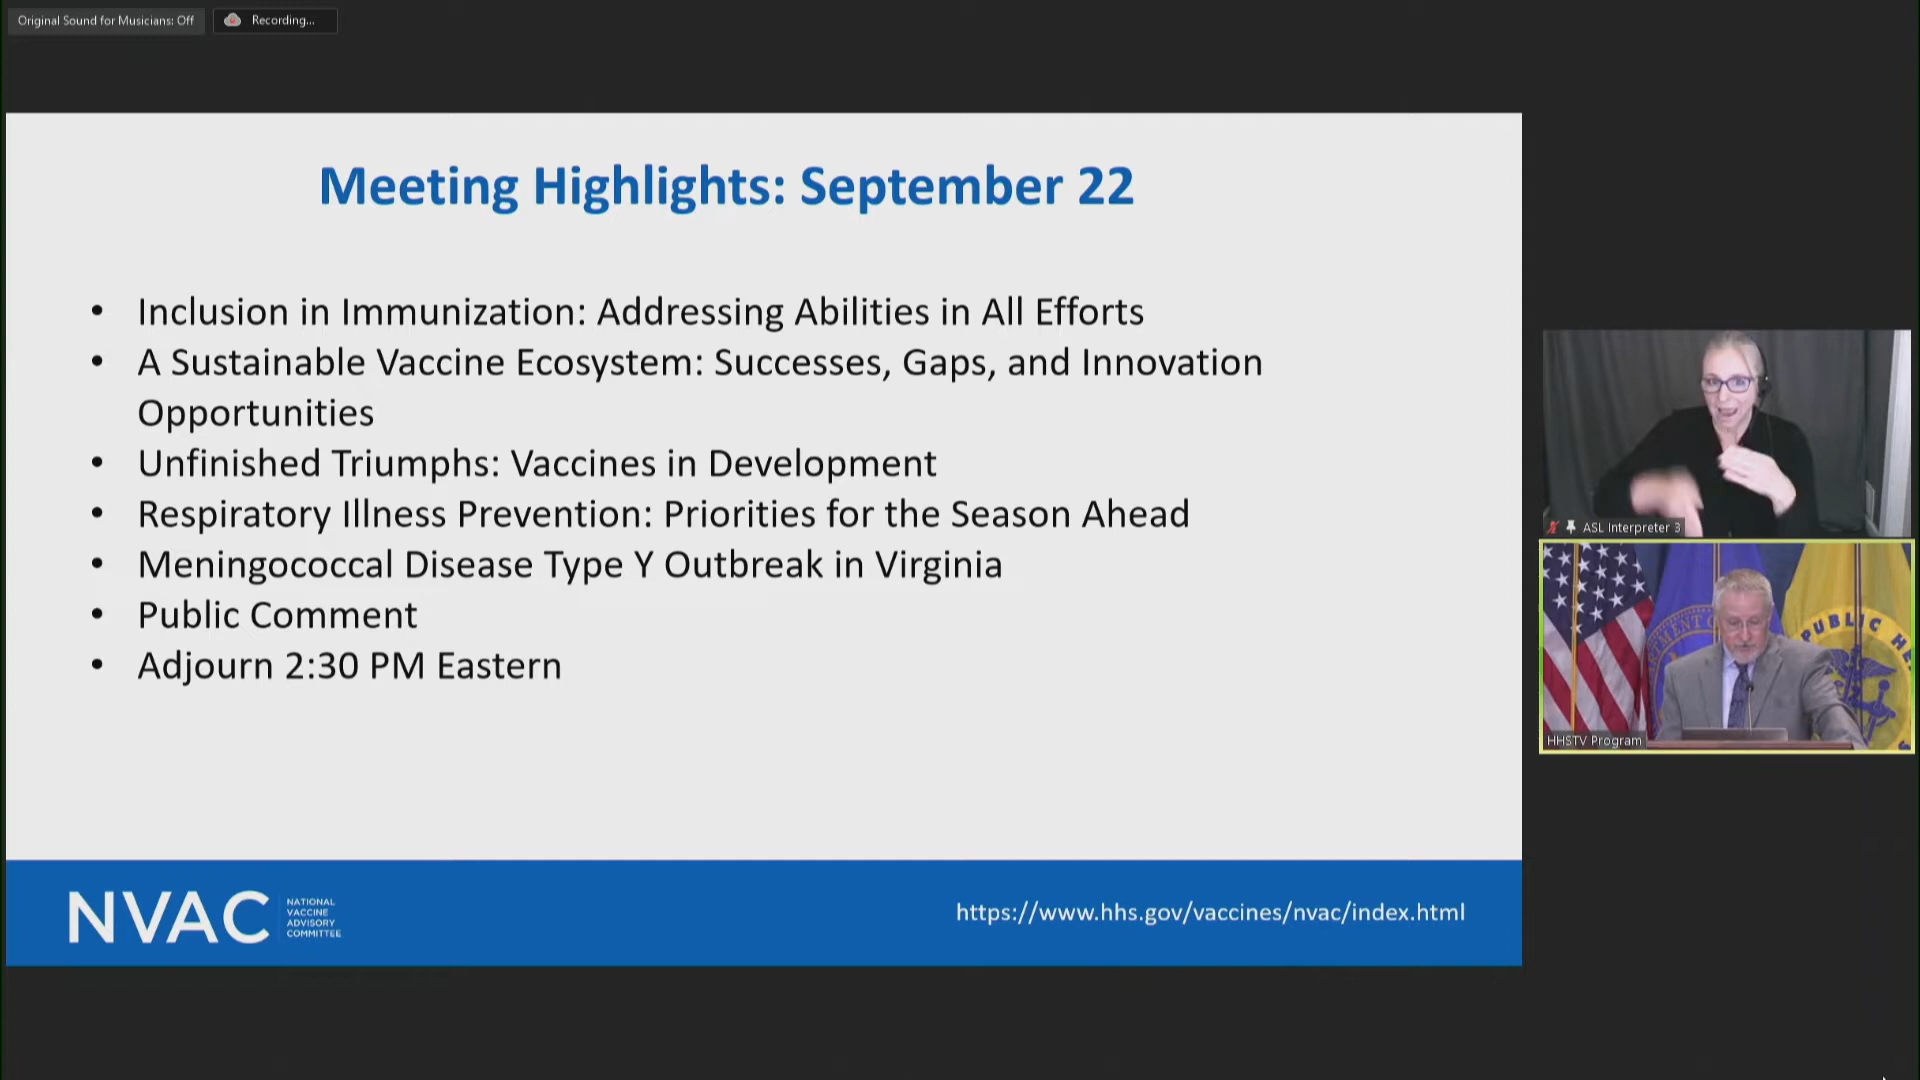 Original Sound for Musicians: Off
Recording...
Meeting Highlights: September 22
• Inclusion in Immunization: Addressing Abilities in All Efforts
• A Sustainable Vaccine Ecosystem: Successes, Gaps, and Innovation
Opportunities
• Unfinished Triumphs: Vaccines in Development
• Respiratory Illness Prevention: Priorities for the Season Ahead
• Meningococcal Disease Type Y Outbreak in Virginia
• Public Comment
• Adjourn 2:30 PM Eastern
ASL Interpreter 3
PUBLIC HE
HHSTV Program
NVAC
NATIONAL
VACCINE
ADVISORY
COMMITTEE
https://www.hhs.gov/vaccines/nvac/index.html